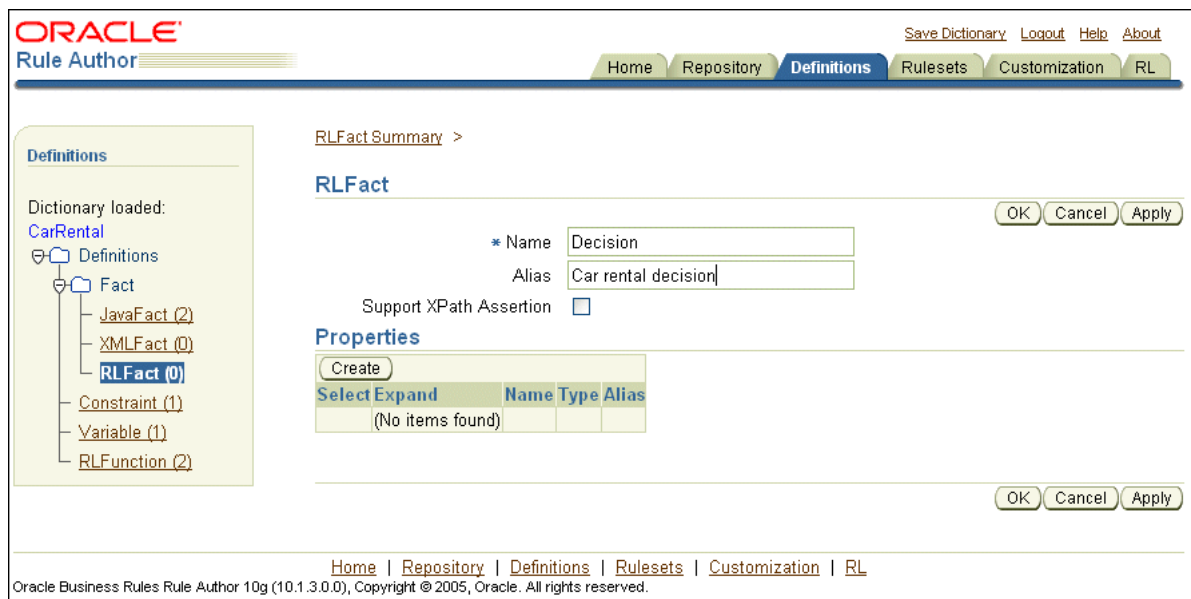 ORACLE
Save Dictionary Logout Help About
Rule Author
Home Repository Definitions Rulesets Customization RL
Definitions
Dictionary loaded:
CarRental
Definitions
Fact
JavaFact (2)
XMLFact (0)
RLFact (0)
Constraint (1)
Variable (1)
RLFunction (2)
RLFact Summary >
RLFact
OK Cancel Apply
* Name Decision
Alias Car rental decision
Support XPath Assertion
Properties
Create
Select Expand Name Type Alias
(No items found)
OK Cancel Apply
Home | Repository | Definitions | Rulesets | Customization | RL
Oracle Business Rules Rule Author 10g (10.1.3.0.0), Copyright © 2005, Oracle. All rights reserved.